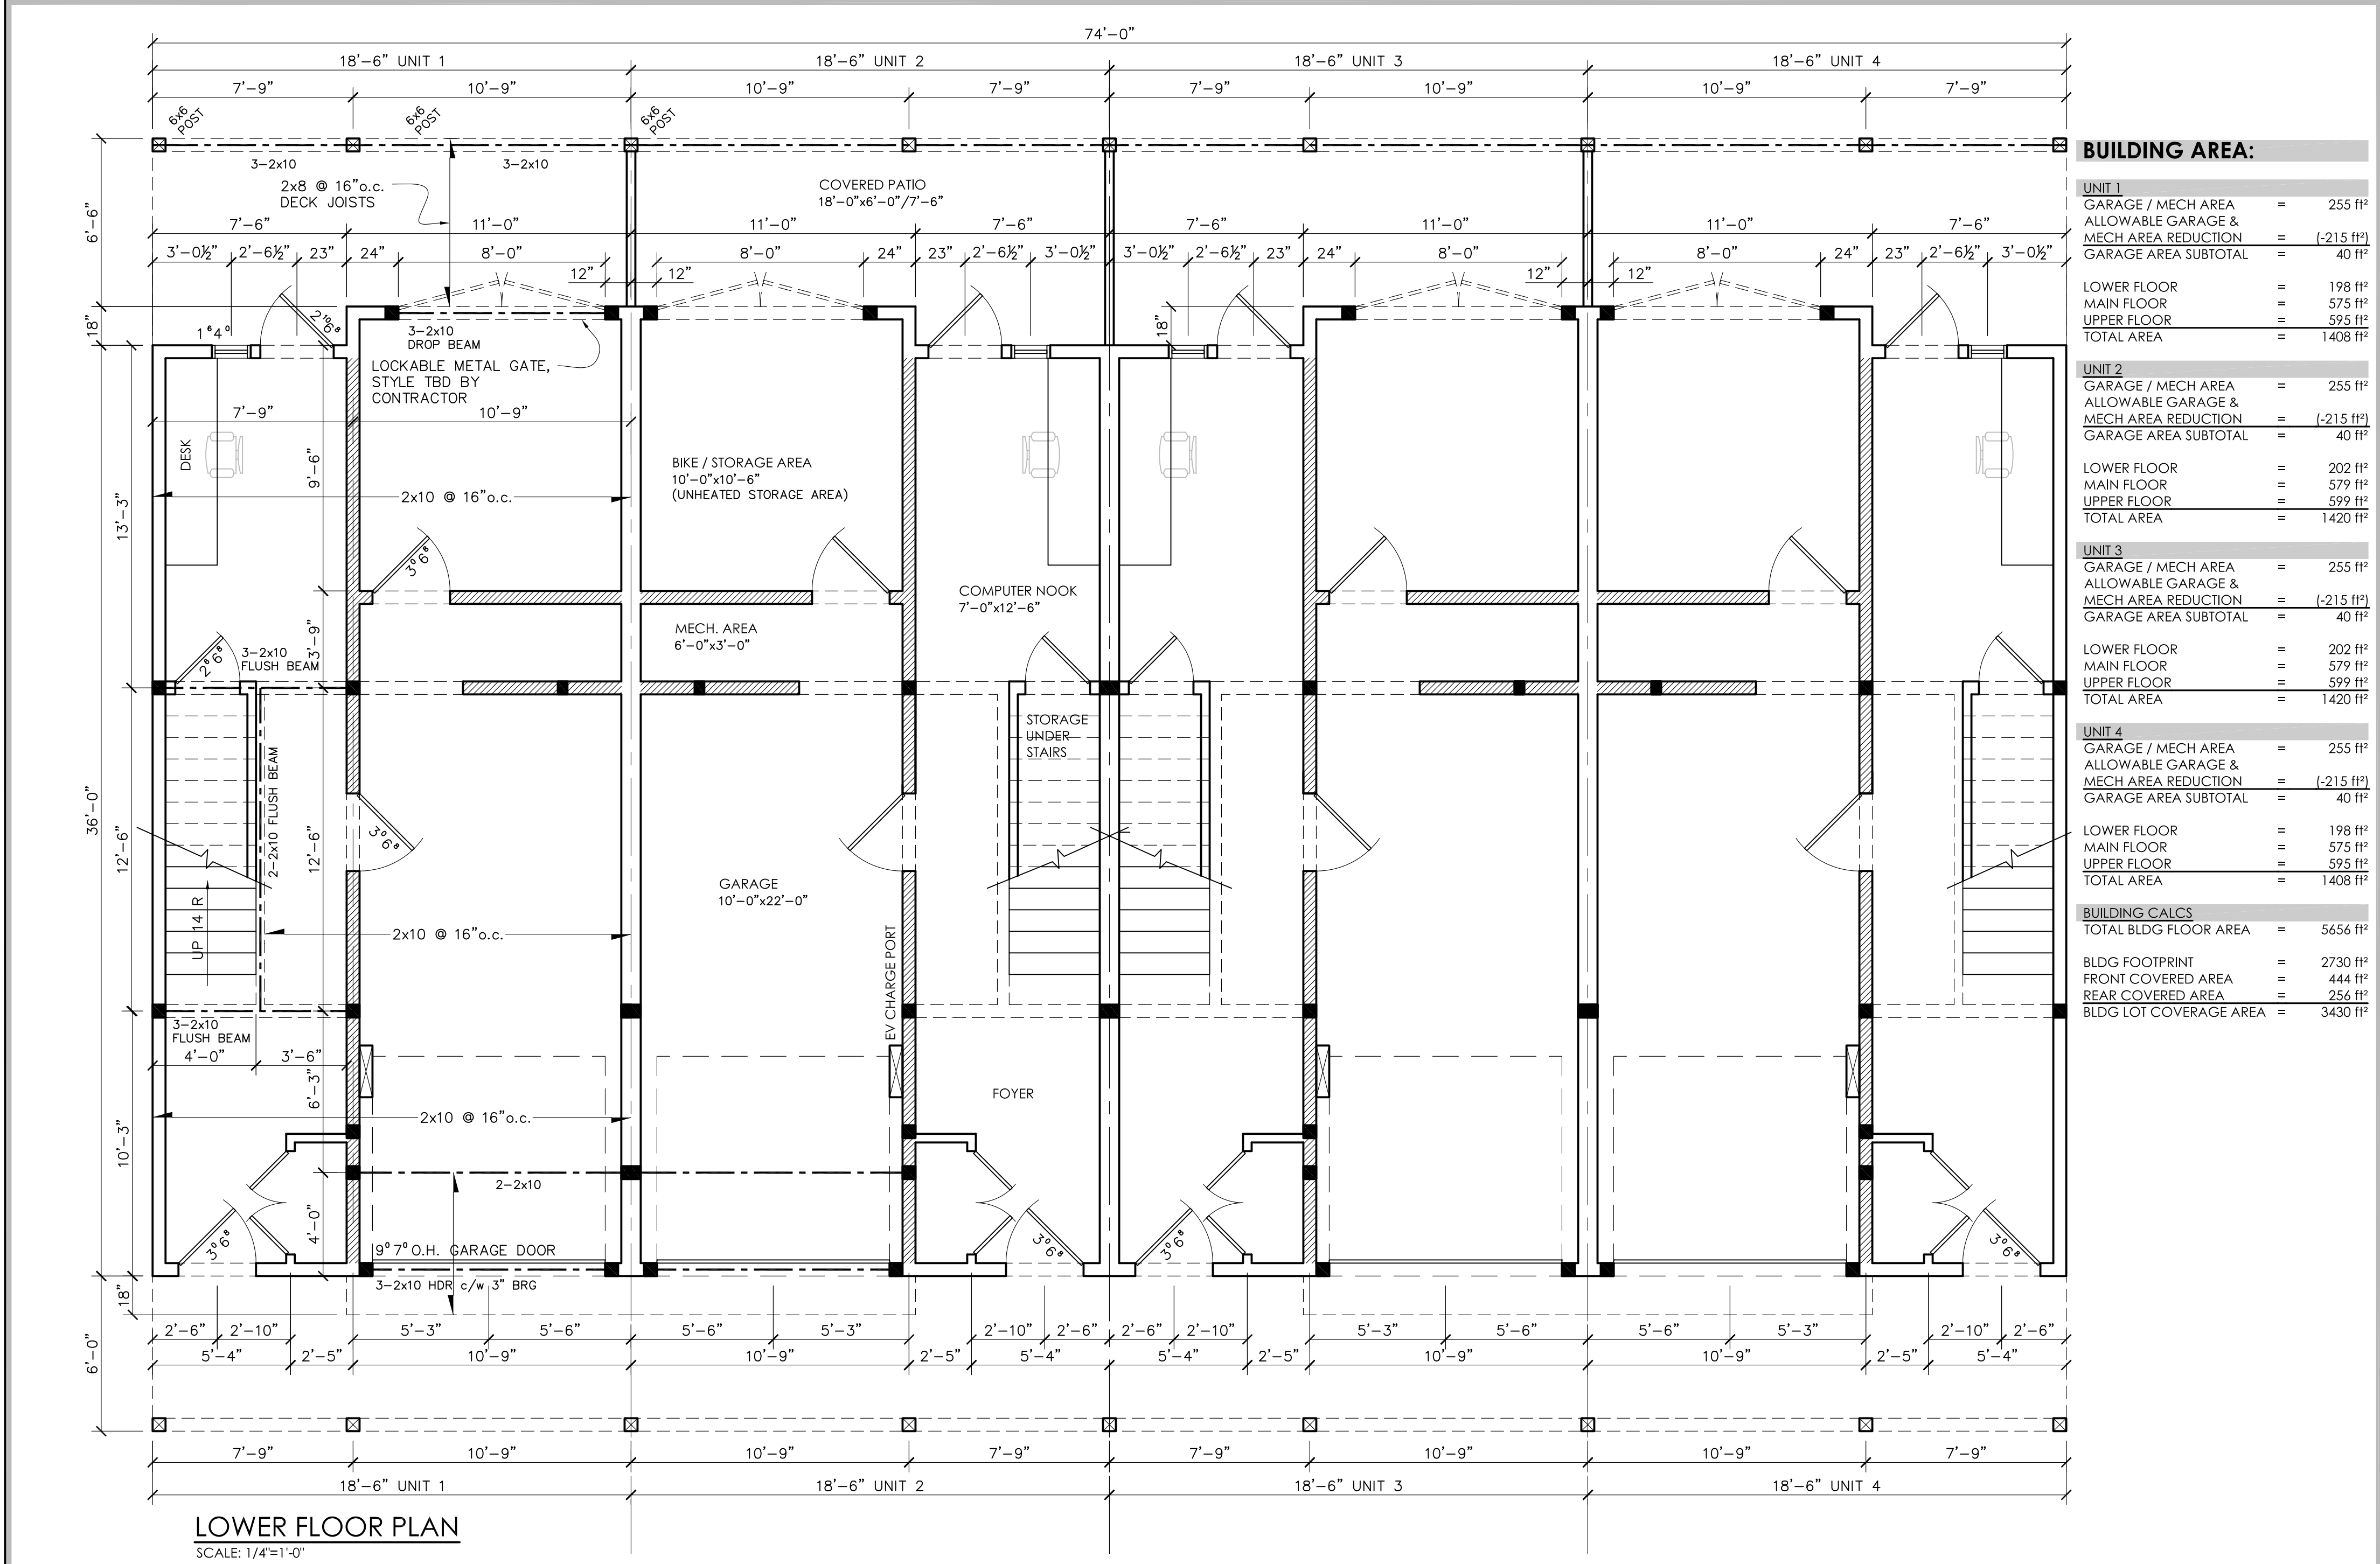 74'-0"
18'-6" UNIT 1
18'-6" UNIT 2
18'-6" UNIT 3
18'-6" UNIT 4
7'-9"
10'-9"
10'-9"
7'-9"
7'-9"
10'-9"
10'-9"
7'-9"
6x6
POST
6x6
POST
6x6
POST
3-2x10
3-2x10
2x8 @ 16"o.c.
DECK JOISTS
COVERED PATIO
18'-0"x6'-0"/7'-6"
6'-6"
7'-6"
11'-0"
11'-0"
7'-6"
7'-6"
11'-0"
11'-0"
7'-6"
3'-0½"
2'-6½"
23"
24"
8'-0"
8'-0"
24"
23"
2'-6½"
3'-0½"
3'-0½"
2'-6½"
23"
24"
8'-0"
8'-0"
24"
23"
2'-6½"
3'-0½"
12"
12"
12"
12"
18"
18"
1⁶4⁰
2¹⁰6⁸
3-2x10
DROP BEAM
LOCKABLE METAL GATE,
STYLE TBD BY
CONTRACTOR
7'-9"
10'-9"
DESK
9'-6"
13'-3"
2x10 @ 16"o.c.
BIKE / STORAGE AREA
10'-0"x10'-6"
(UNHEATED STORAGE AREA)
3⁰6⁸
COMPUTER NOOK
7'-0"x12'-6"
MECH. AREA
6'-0"x3'-0"
3'-9"
2⁶6⁸
3-2x10
FLUSH BEAM
STORAGE
UNDER
STAIRS
2-2x10 FLUSH BEAM
36'-0"
12'-6"
12'-6"
3⁰6⁸
GARAGE
10'-0"x22'-0"
UP 14 R
2x10 @ 16"o.c.
EV CHARGE PORT
3-2x10
FLUSH BEAM
4'-0"
3'-6"
6'-3"
10'-3"
FOYER
2x10 @ 16"o.c.
2-2x10
4'-0"
3⁰6⁸
3⁰6⁸
3⁰6⁸
3⁰6⁸
9⁰7⁰ O.H. GARAGE DOOR
3-2x10 HDR c/w 3" BRG
18"
2'-6"
2'-10"
5'-3"
5'-6"
5'-6"
5'-3"
2'-10"
2'-6"
2'-6"
2'-10"
5'-3"
5'-6"
5'-6"
5'-3"
2'-10"
2'-6"
6'-0"
5'-4"
2'-5"
10'-9"
10'-9"
2'-5"
5'-4"
5'-4"
2'-5"
10'-9"
10'-9"
2'-5"
5'-4"
7'-9"
10'-9"
10'-9"
7'-9"
7'-9"
10'-9"
10'-9"
7'-9"
18'-6" UNIT 1
18'-6" UNIT 2
18'-6" UNIT 3
18'-6" UNIT 4
LOWER FLOOR PLAN
SCALE: 1/4"=1'-0"
BUILDING AREA:
UNIT 1
GARAGE / MECH AREA = 255 ft²
ALLOWABLE GARAGE &
MECH AREA REDUCTION = (-215 ft²)
GARAGE AREA SUBTOTAL = 40 ft²
LOWER FLOOR = 198 ft²
MAIN FLOOR = 575 ft²
UPPER FLOOR = 595 ft²
TOTAL AREA = 1408 ft²
UNIT 2
GARAGE / MECH AREA = 255 ft²
ALLOWABLE GARAGE &
MECH AREA REDUCTION = (-215 ft²)
GARAGE AREA SUBTOTAL = 40 ft²
LOWER FLOOR = 202 ft²
MAIN FLOOR = 579 ft²
UPPER FLOOR = 599 ft²
TOTAL AREA = 1420 ft²
UNIT 3
GARAGE / MECH AREA = 255 ft²
ALLOWABLE GARAGE &
MECH AREA REDUCTION = (-215 ft²)
GARAGE AREA SUBTOTAL = 40 ft²
LOWER FLOOR = 202 ft²
MAIN FLOOR = 579 ft²
UPPER FLOOR = 599 ft²
TOTAL AREA = 1420 ft²
UNIT 4
GARAGE / MECH AREA = 255 ft²
ALLOWABLE GARAGE &
MECH AREA REDUCTION = (-215 ft²)
GARAGE AREA SUBTOTAL = 40 ft²
LOWER FLOOR = 198 ft²
MAIN FLOOR = 575 ft²
UPPER FLOOR = 595 ft²
TOTAL AREA = 1408 ft²
BUILDING CALCS
TOTAL BLDG FLOOR AREA = 5656 ft²
BLDG FOOTPRINT = 2730 ft²
FRONT COVERED AREA = 444 ft²
REAR COVERED AREA = 256 ft²
BLDG LOT COVERAGE AREA = 3430 ft²